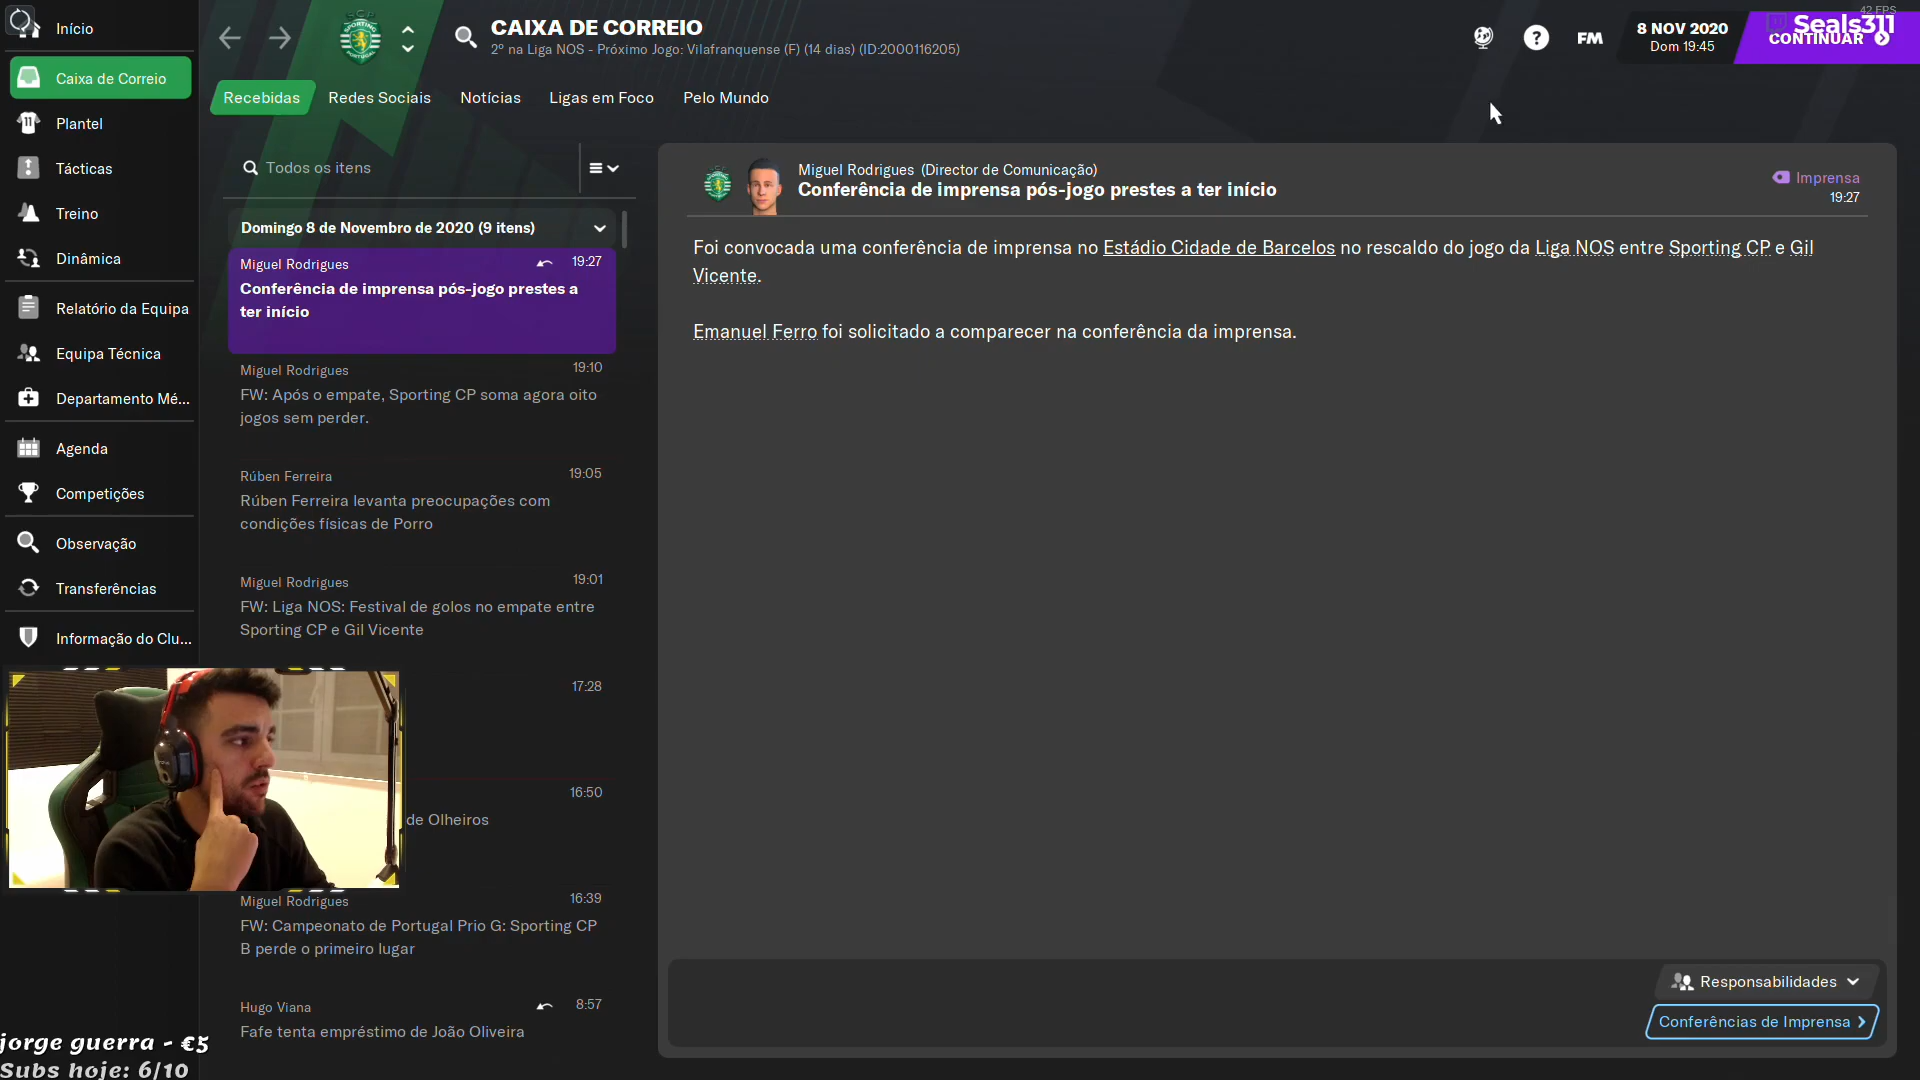 Início
Caixa de Correio
Plantel
Tácticas
Treino
Dinâmica
Relatório da Equipa
Equipa Técnica
Departamento Mé...
Agenda
Competições
Observação
Transferências
Informação do Clu...
CAIXA DE CORREIO
2º na Liga NOS - Próximo Jogo: Vilafranquense (F) (14 dias) (ID:2000116205)
FM
8 NOV 2020
Dom 19:45
42 FPS
Seals311
CONTINUAR
Recebidas
Redes Sociais
Notícias
Ligas em Foco
Pelo Mundo
Todos os itens
Domingo 8 de Novembro de 2020 (9 itens)
Miguel Rodrigues
19:27
Conferência de imprensa pós-jogo prestes a
ter início
Miguel Rodrigues
19:10
FW: Após o empate, Sporting CP soma agora oito
jogos sem perder.
Rúben Ferreira
19:05
Rúben Ferreira levanta preocupações com
condições físicas de Porro
Miguel Rodrigues
19:01
FW: Liga NOS: Festival de golos no empate entre
Sporting CP e Gil Vicente
17:28
16:50
de Olheiros
Miguel Rodrigues
16:39
FW: Campeonato de Portugal Prio G: Sporting CP
B perde o primeiro lugar
Hugo Viana
8:57
Fafe tenta empréstimo de João Oliveira
Miguel Rodrigues (Director de Comunicação)
Conferência de imprensa pós-jogo prestes a ter início
Imprensa
19:27
Foi convocada uma conferência de imprensa no Estádio Cidade de Barcelos no rescaldo do jogo da Liga NOS entre Sporting CP e Gil
Vicente.
Emanuel Ferro foi solicitado a comparecer na conferência da imprensa.
Responsabilidades
Conferências de Imprensa
jorge guerra - €5
Subs hoje: 6/10